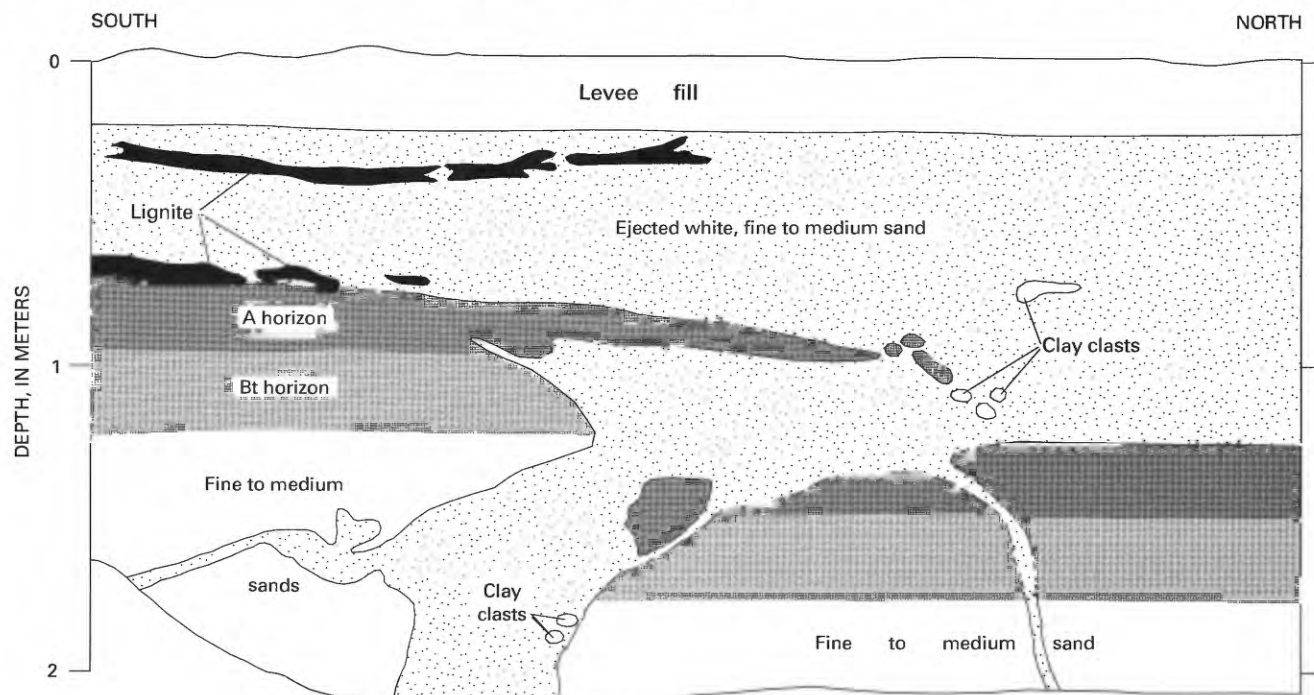 SOUTH
NORTH
0
Levee fill
Lignite
Ejected white, fine to medium sand
A horizon
Clay clasts
1
Bt horizon
DEPTH, IN METERS
Fine to medium
sands
Clay
clasts
Fine to medium sand
2